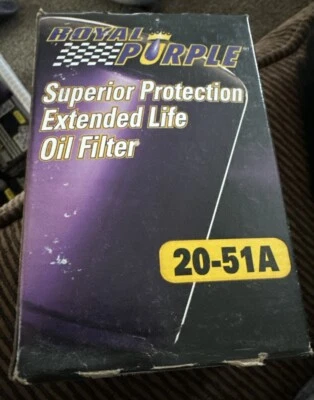 ROYAL
PURPLE
Superior Protection
Extended Life
Oil Filter
20-51A